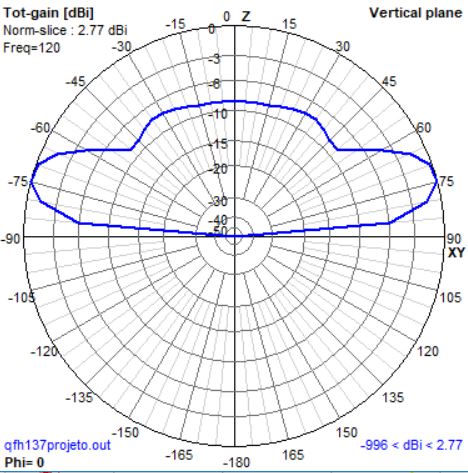 Tot-gain [dBi]
Vertical plane
Norm-slice : 2.77 dBi
Freq=120
0 Z
-15 15
-30 30
-45 45
-60 60
-75 75
-90 90
XY
-105 105
-120 120
-135 135
-150 150
-165 165
-180
0
-3
-8
-10
-15
-20
-30
-40
-50
qfh137projeto.out
-996 < dBi < 2.77
Phi= 0